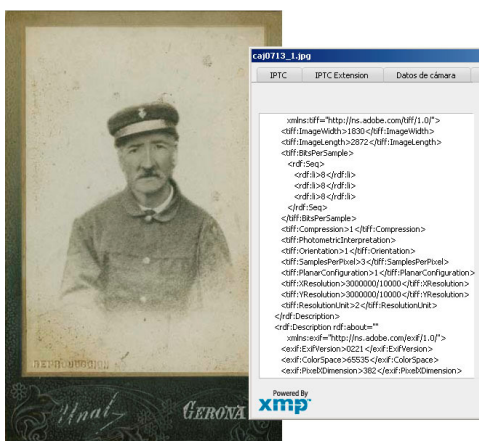 REPRODUCCION
Unal
GERONA
caj0713_1.jpg
IPTC
IPTC Extension
Datos de cámara
xmlns:tiff="http://ns.adobe.com/tiff/1.0/">
<tiff:ImageWidth>1830</tiff:ImageWidth>
<tiff:ImageLength>2872</tiff:ImageLength>
<tiff:BitsPerSample>
<rdf:Seq>
<rdf:li>8</rdf:li>
<rdf:li>8</rdf:li>
<rdf:li>8</rdf:li>
</rdf:Seq>
</tiff:BitsPerSample>
<tiff:Compression>1</tiff:Compression>
<tiff:PhotometricInterpretation>
<tiff:Orientation>1</tiff:Orientation>
<tiff:SamplesPerPixel>3</tiff:SamplesPerPixel>
<tiff:PlanarConfiguration>1</tiff:PlanarConfiguration>
<tiff:XResolution>3000000/10000</tiff:XResolution>
<tiff:YResolution>3000000/10000</tiff:YResolution>
<tiff:ResolutionUnit>2</tiff:ResolutionUnit>
</rdf:Description>
<rdf:Description rdf:about=""
xmlns:exif="http://ns.adobe.com/exif/1.0/">
<exif:ExifVersion>0221</exif:ExifVersion>
<exif:ColorSpace>65535</exif:ColorSpace>
<exif:PixelXDimension>382</exif:PixelXDimension>
Powered By
xmp